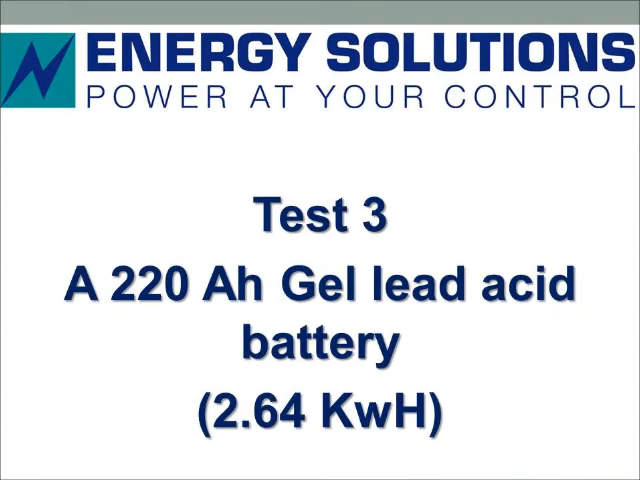 ENERGY SOLUTIONS
POWER AT YOUR CONTROL
Test 3
A 220 Ah Gel lead acid
battery
(2.64 KwH)